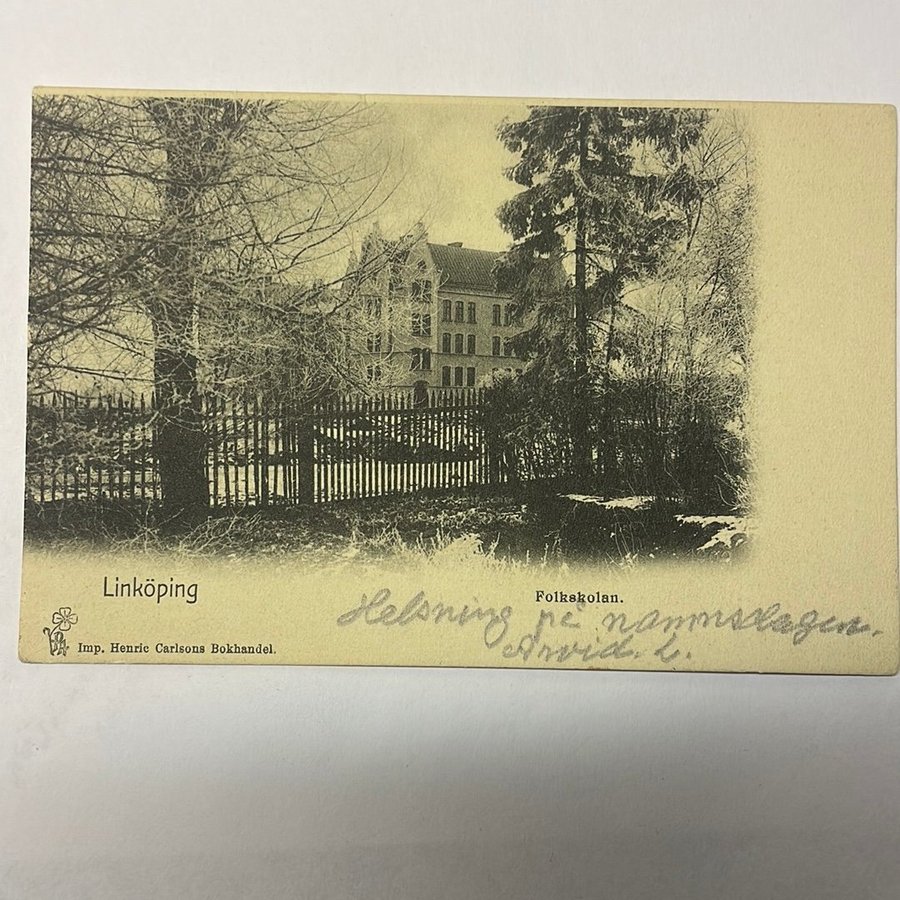 Linköping
Folkskolan.
Helsning på namnsdagen.
Arvid. L.
Imp. Henric Carlsons Bokhandel.